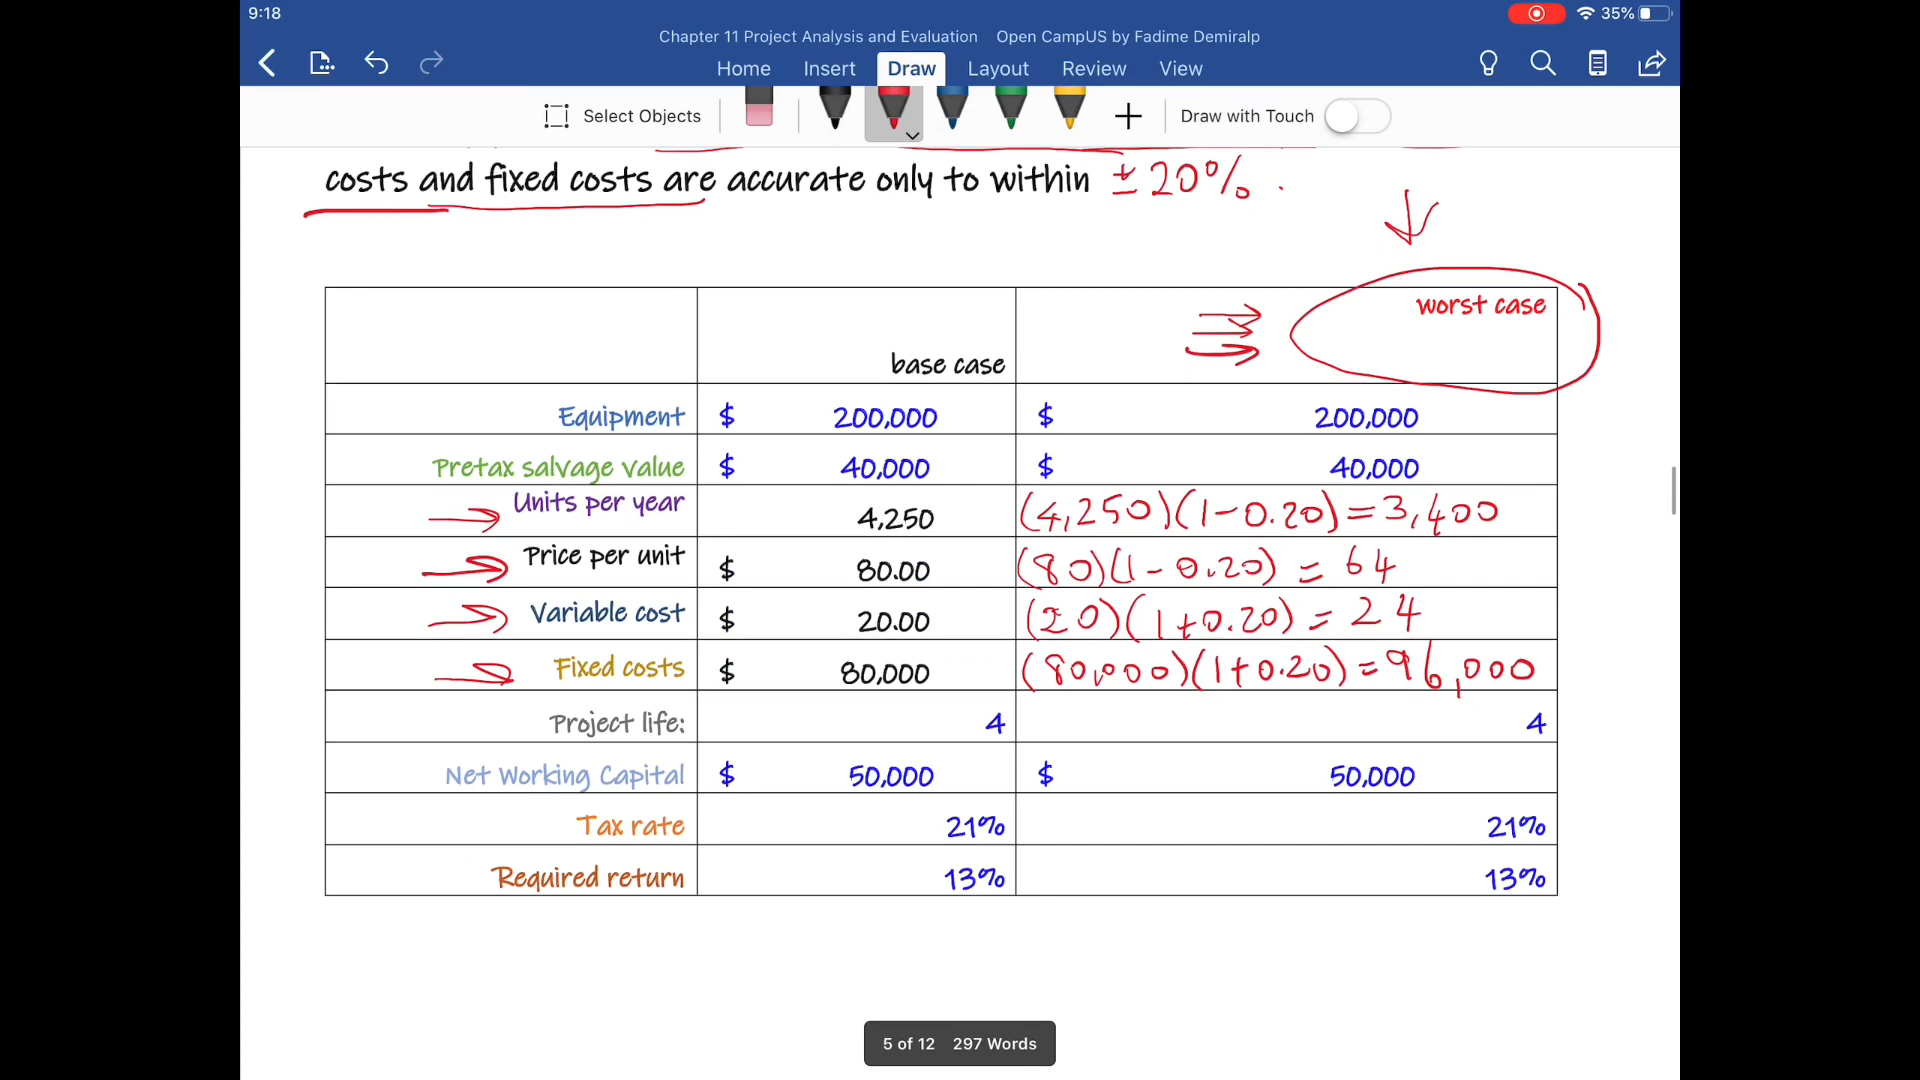 9:18
35%
Chapter 11 Project Analysis and Evaluation Open CampUS by Fadime Demiralp
Home Insert Draw Layout Review View
Select Objects
Draw with Touch
costs and fixed costs are accurate only to within ±20%.
worst case
base case
Equipment $ 200,000 $ 200,000
Pretax salvage value $ 40,000 $ 40,000
Units per year 4,250 (4,250)(1-0.20)=3,400
Price per unit $ 80.00 (80)(1-0.20) = 64
Variable cost $ 20.00 (20)(1+0.20) = 24
Fixed costs $ 80,000 (80,000)(1+0.20)=96,000
Project life: 4 4
Net Working Capital $ 50,000 $ 50,000
Tax rate 21% 21%
Required return 13% 13%
5 of 12 297 Words